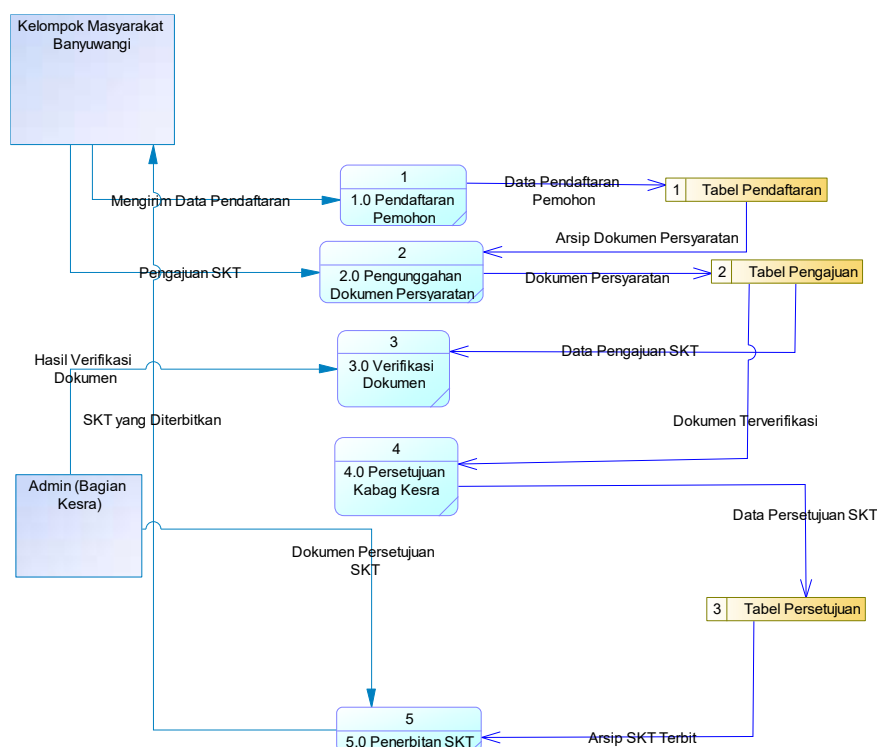 Kelompok Masyarakat
Banyuwangi
1
1.0 Pendaftaran
Pemohon
Data Pendaftaran
Pemohon
1 Tabel Pendaftaran
Mengirim Data Pendaftaran
Arsip Dokumen Persyaratan
2
2.0 Pengunggahan
Dokumen Persyaratan
Pengajuan SKT
Dokumen Persyaratan
2 Tabel Pengajuan
3
3.0 Verifikasi
Dokumen
Data Pengajuan SKT
Hasil Verifikasi
Dokumen
SKT yang Diterbitkan
Dokumen Terverifikasi
4
4.0 Persetujuan
Kabag Kesra
Admin (Bagian
Kesra)
Data Persetujuan SKT
Dokumen Persetujuan
SKT
3 Tabel Persetujuan
5
5.0 Penerbitan SKT
Arsip SKT Terbit